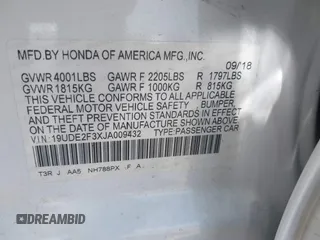 MFD.BY HONDA OF AMERICA MFG.,INC.
09/18
GVWR 4001LBS GAWR F 2205LBS R 1797LBS
GVWR 1815KG GAWR F 1000KG R 815KG
THIS VEHICLE CONFORMS TO ALL APPLICABLE
FEDERAL MOTOR VEHICLE SAFETY, BUMPER,
AND THEFT PREVENTION STANDARDS IN EFFECT
ON THE DATE OF MANUFACTURE SHOWN ABOVE.
V.I.N: 19UDE2F3XJA009432 TYPE:PASSENGER CAR
T3R J AA5 NH788PX F A
AUTOBIDMASTER